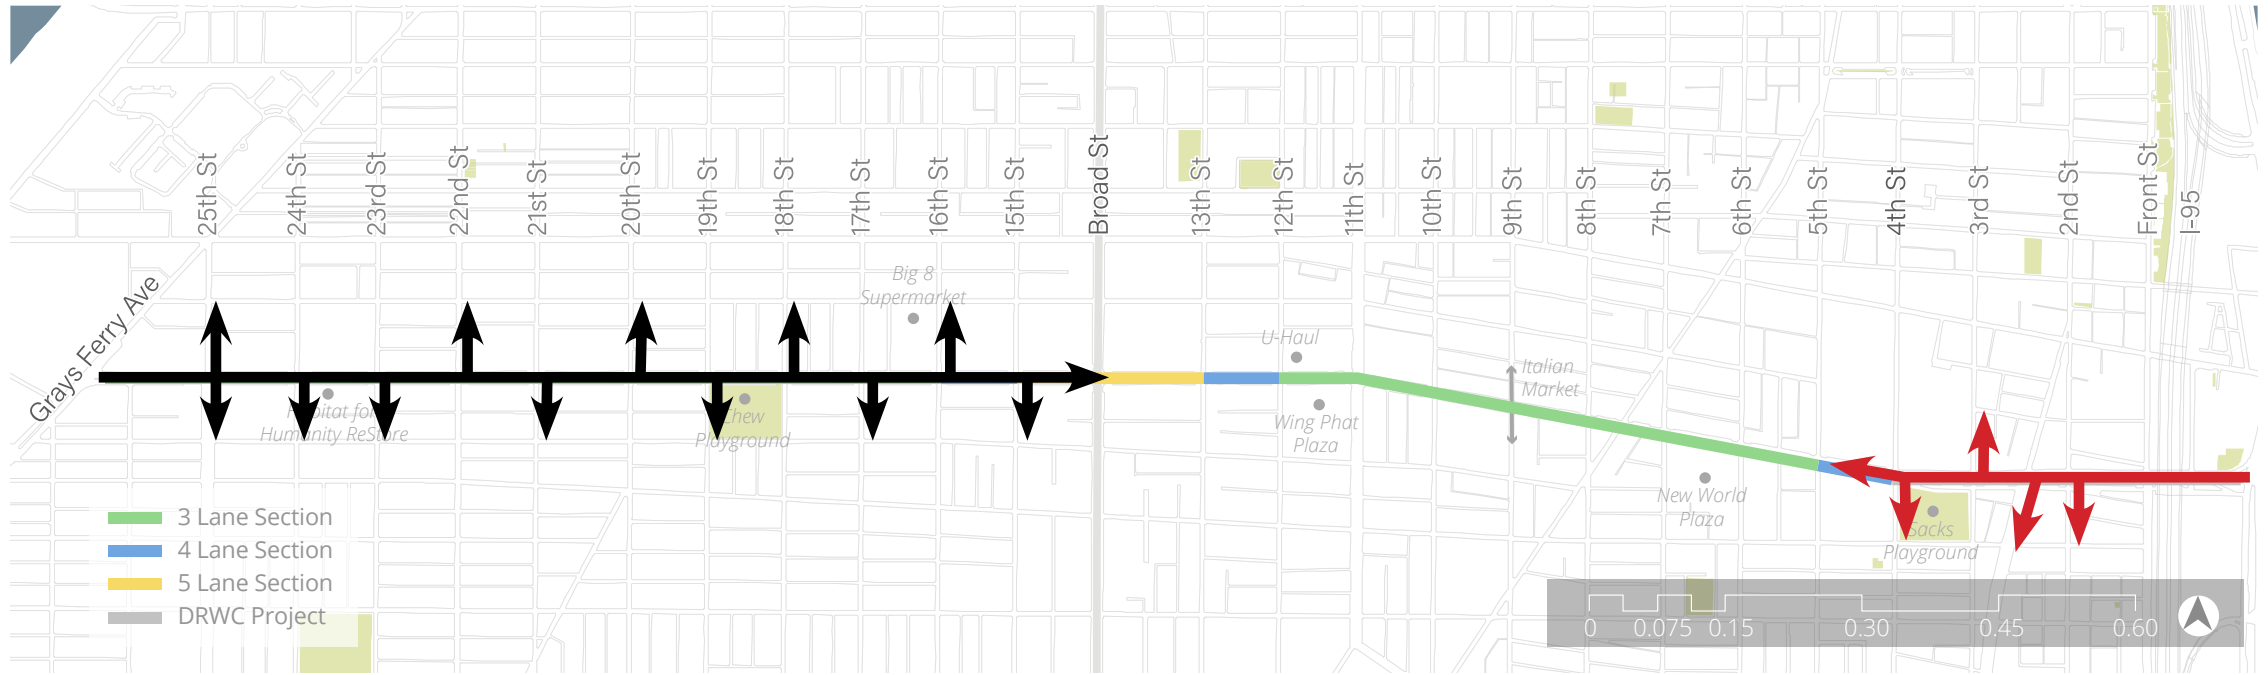 25th St
24th St
23rd St
22nd St
21st St
20th St
19th St
18th St
17th St
16th St
15th St
Broad St
13th St
12th St
11th St
10th St
9th St
8th St
7th St
6th St
5th St
4th St
3rd St
2nd St
Front St
I-95
Grays Ferry Ave
Big 8
Supermarket
U-Haul
Italian
Market
Habitat for
Humanity ReStore
Chew
Playground
Wing Phat
Plaza
New World
Plaza
Sacks
Playground
3 Lane Section
4 Lane Section
5 Lane Section
DRWC Project
0
0.075
0.15
0.30
0.45
0.60